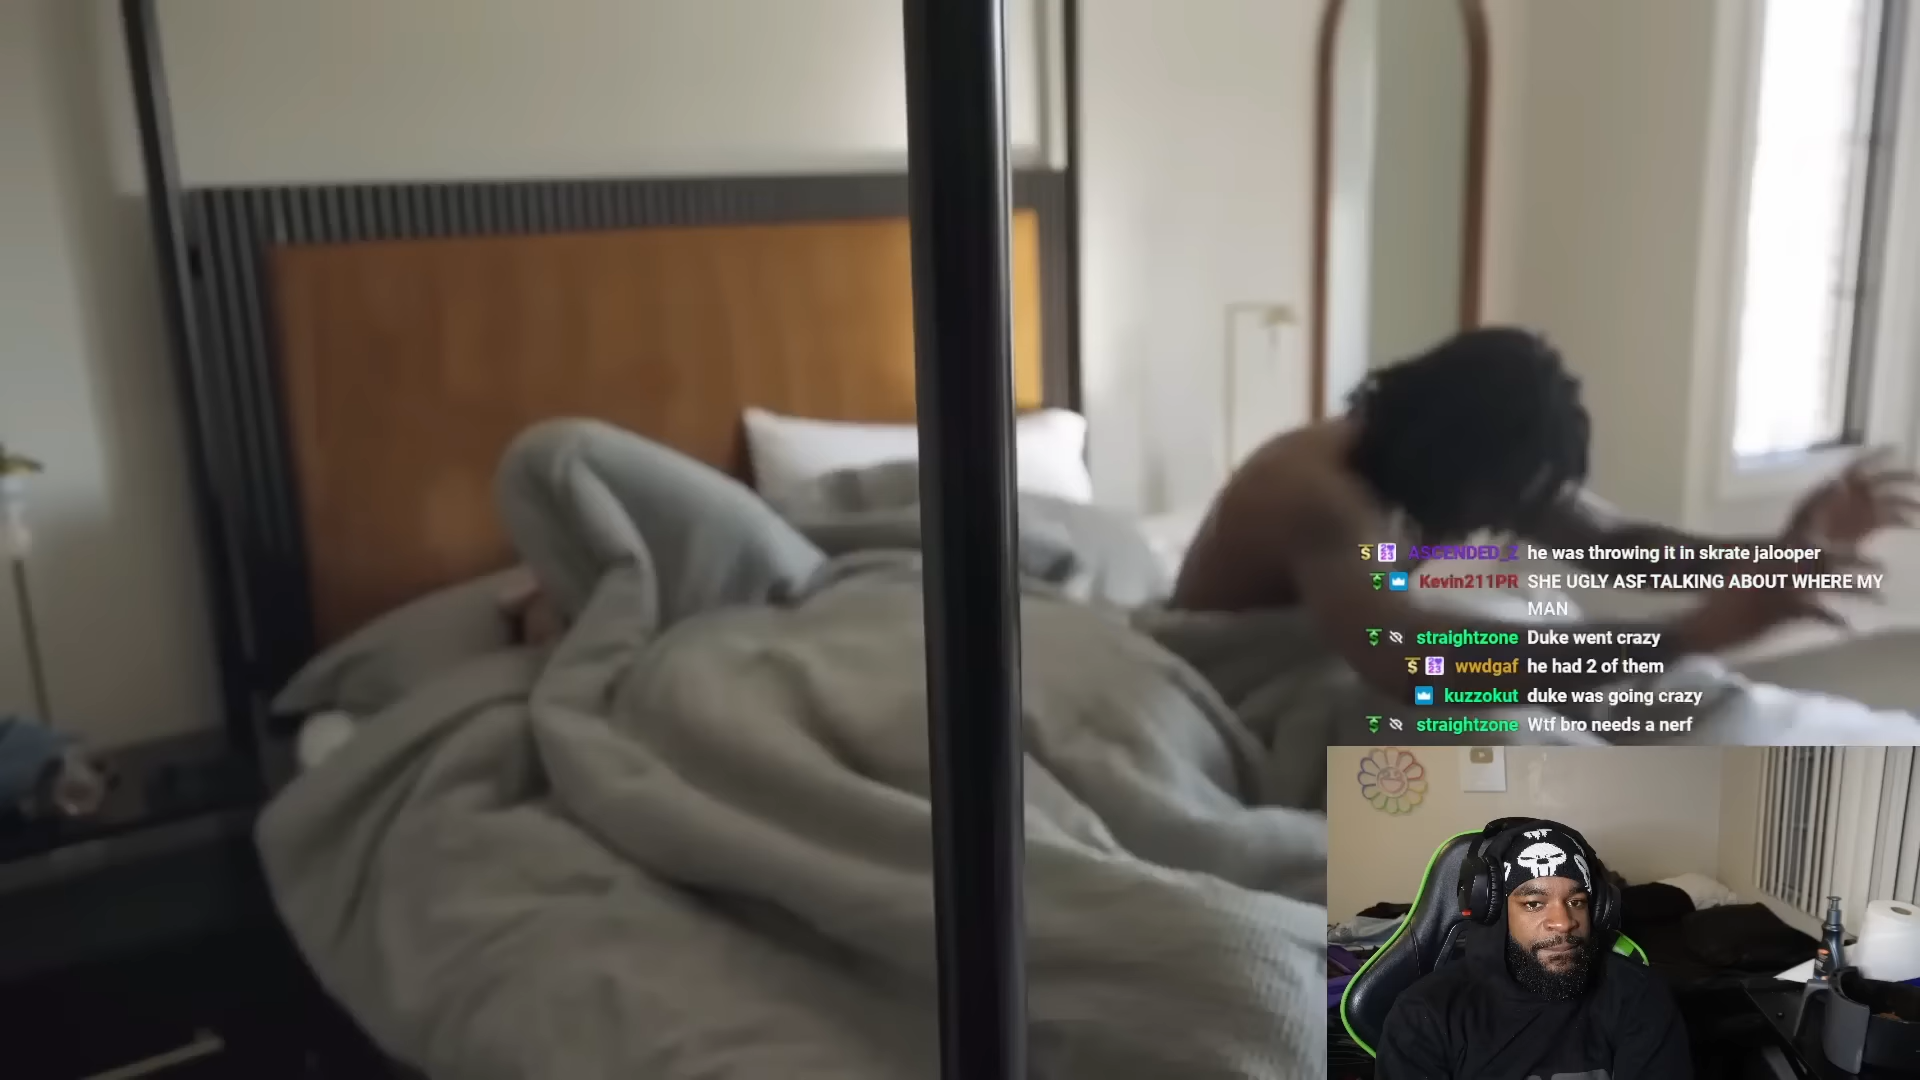 ASCENDED_Z he was throwing it in skrate jalooper
Kevin211PR SHE UGLY ASF TALKING ABOUT WHERE MY
MAN
straightzone Duke went crazy
wwdgaf he had 2 of them
kuzzokut duke was going crazy
straightzone Wtf bro needs a nerf